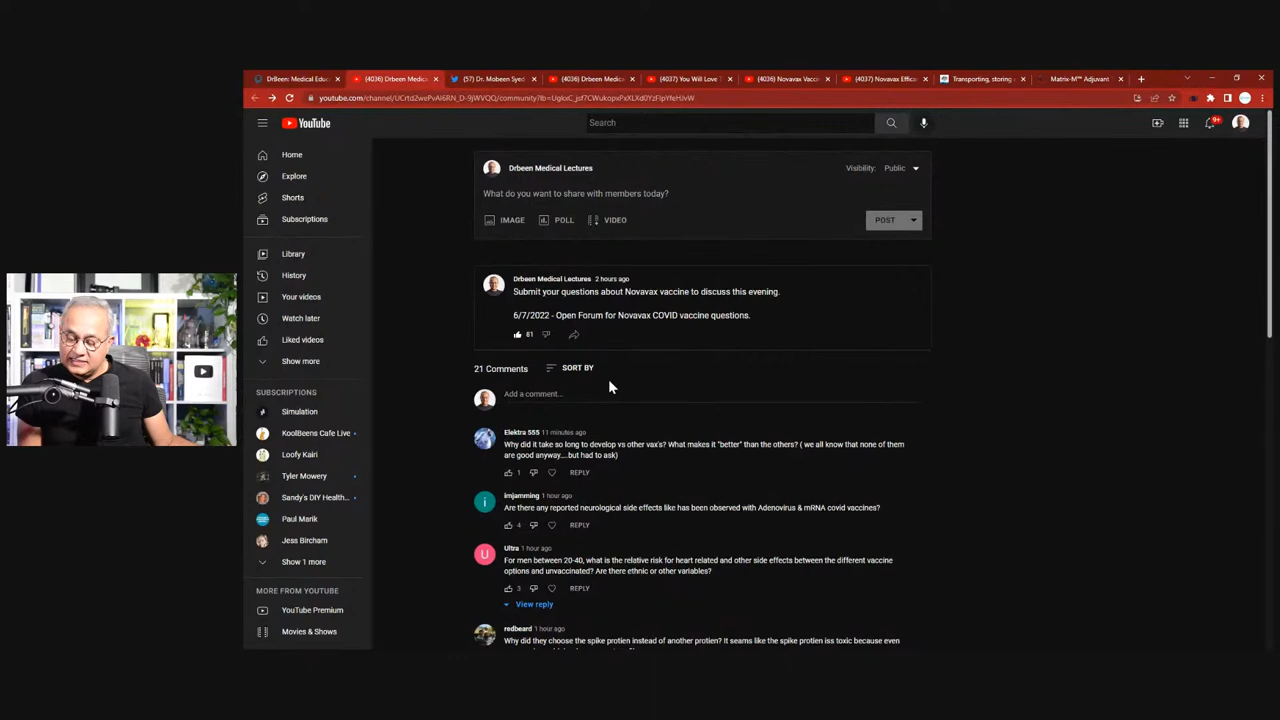 DrBeen: Medical Educ
(4036) Drbeen Medica
(57) Dr. Mobeen Syed
(4036) Drbeen Medica
(4037) You Will Love T
(4036) Novavax Vacci
(4037) Novavax Effica
Transporting, storing
Matrix-M™ Adjuvant
YouTube
Search
9+
Home
Explore
Shorts
Subscriptions
Library
History
Your videos
Watch later
Liked videos
Show more
SUBSCRIPTIONS
Simulation
KoolBeens Cafe Live
Loofy Kairi
Tyler Mowery
Sandy's DIY Health...
Paul Marik
Jess Bircham
Show 1 more
MORE FROM YOUTUBE
YouTube Premium
Movies & Shows
Drbeen Medical Lectures
Visibility: Public
What do you want to share with members today?
IMAGE POLL VIDEO
POST
Drbeen Medical Lectures 2 hours ago
Submit your questions about Novavax vaccine to discuss this evening.
6/7/2022 - Open Forum for Novavax COVID vaccine questions.
81
21 Comments SORT BY
Add a comment...
Elektra 555 11 minutes ago
Why did it take so long to develop vs other vax's? What makes it "better" than the others? ( we all know that none of them
are good anyway....but had to ask)
1 REPLY
imjamming 1 hour ago
Are there any reported neurological side effects like has been observed with Adenovirus & mRNA covid vaccines?
4 REPLY
U
Ultra 1 hour ago
For men between 20-40, what is the relative risk for heart related and other side effects between the different vaccine
options and unvaccinated? Are there ethnic or other variables?
3 REPLY
View reply
redbeard 1 hour ago
Why did they choose the spike protien instead of another protien? It seems like the spike protien iss toxic because even